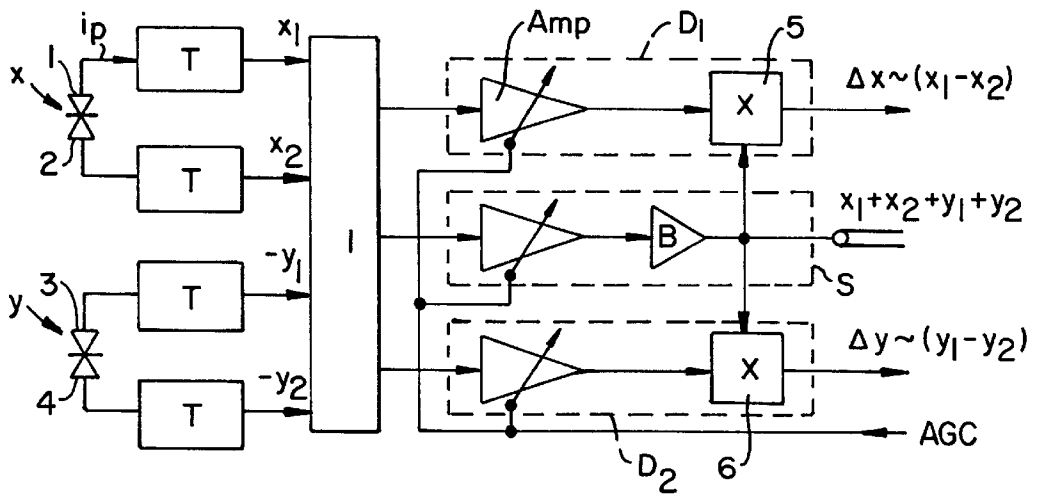 iₚ
T
x₁
Amp
D₁
5
1
x
X
Δx~(x₁-x₂)
2
T
x₂
x₁+x₂+y₁+y₂
1
B
S
-y₁
3
T
y
Δy~(y₁-y₂)
X
4
T
-y₂
D₂
6
AGC